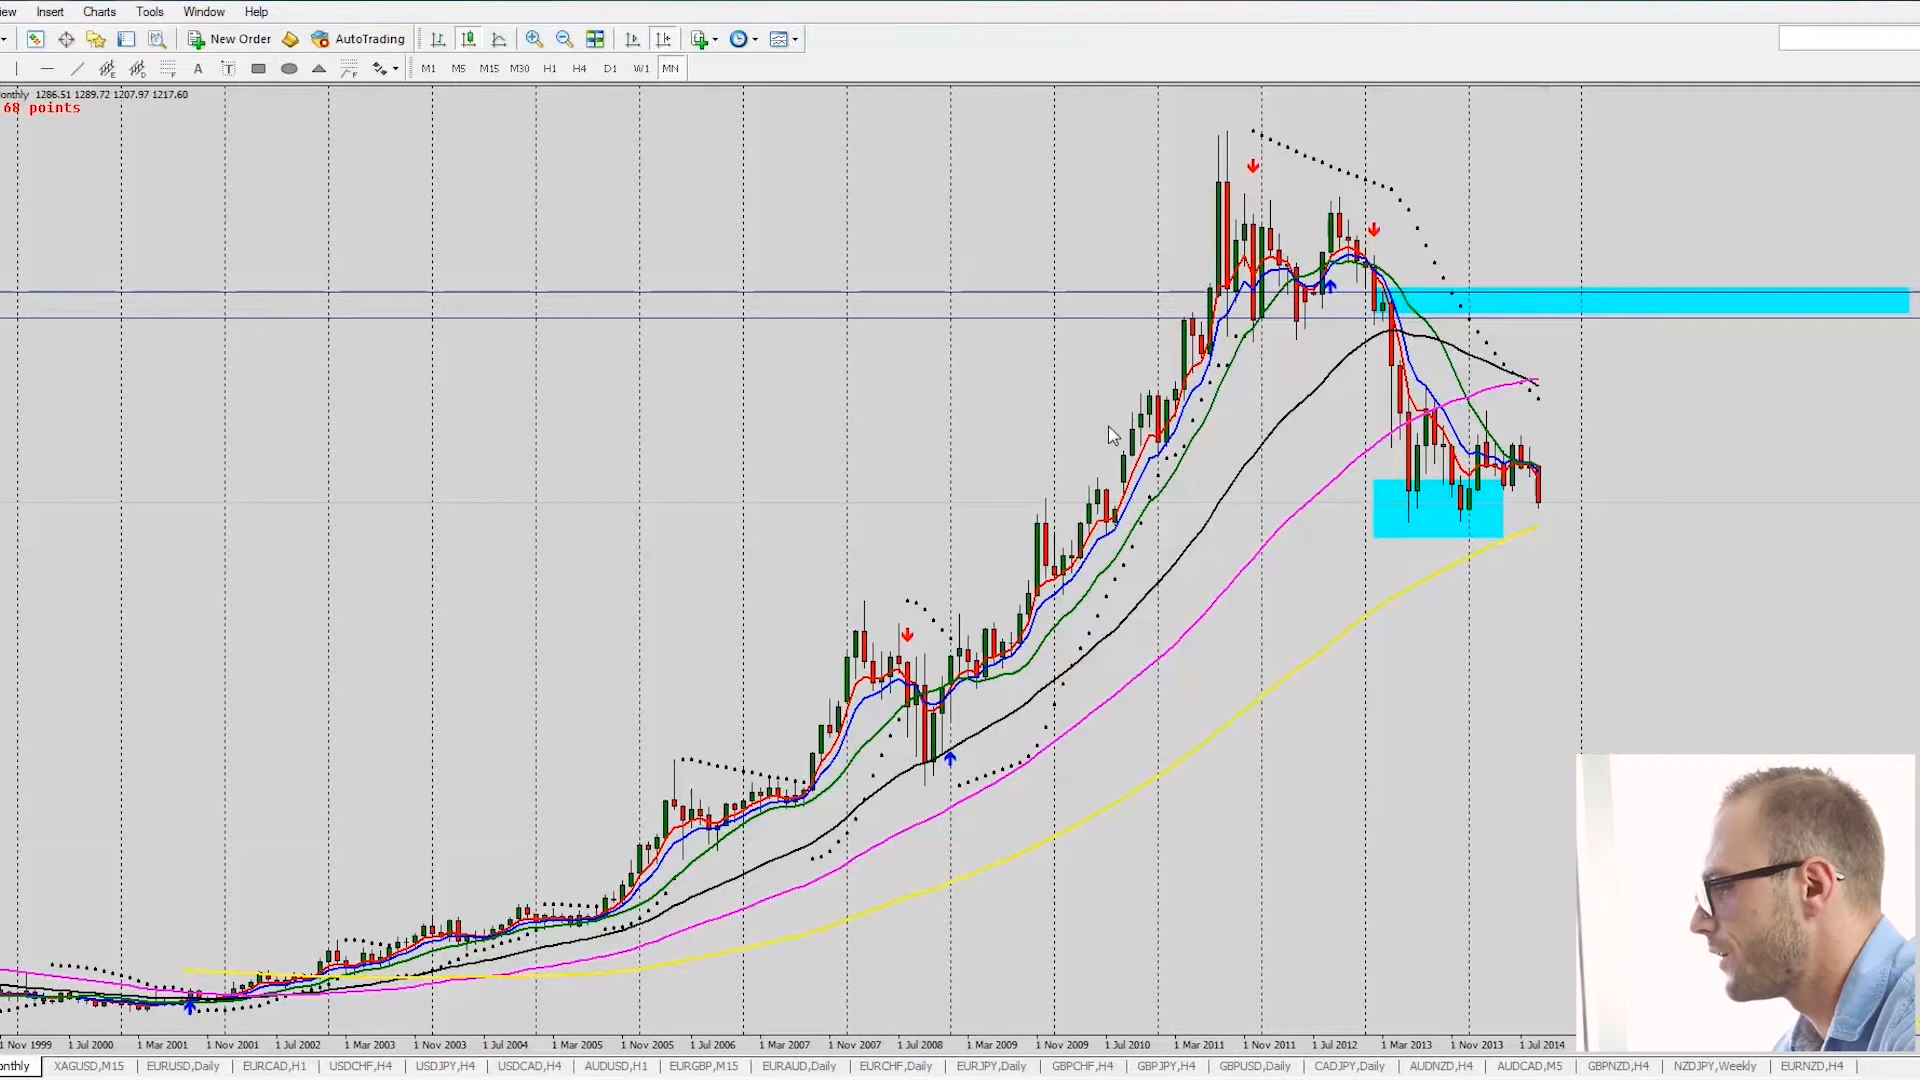 iew Insert Charts Tools Window Help
New Order AutoTrading
A T M1 M5 M15 M30 H1 H4 D1 W1 MN
onthly 1286.51 1289.72 1207.97 1217.60
68 points
1 Nov 1999 1 Jul 2000 1 Mar 2001 1 Nov 2001 1 Jul 2002 1 Mar 2003 1 Nov 2003 1 Jul 2004 1 Mar 2005 1 Nov 2005 1 Jul 2006 1 Mar 2007 1 Nov 2007 1 Jul 2008 1 Mar 2009 1 Nov 2009 1 Jul 2010 1 Mar 2011 1 Nov 2011 1 Jul 2012 1 Mar 2013 1 Nov 2013 1 Jul 2014
onthly XAGUSD,M15 EURUSD,Daily EURCAD,H1 USDCHF,H4 USDJPY,H4 USDCAD,H4 AUDUSD,H1 EURGBP,M15 EURAUD,Daily EURCHF,Daily EURJPY,Daily GBPCHF,H4 GBPJPY,H4 GBPUSD,Daily CADJPY,Daily AUDNZD,H4 AUDCAD,M5 GBPNZD,H4 NZDJPY,Weekly EURNZD,H4